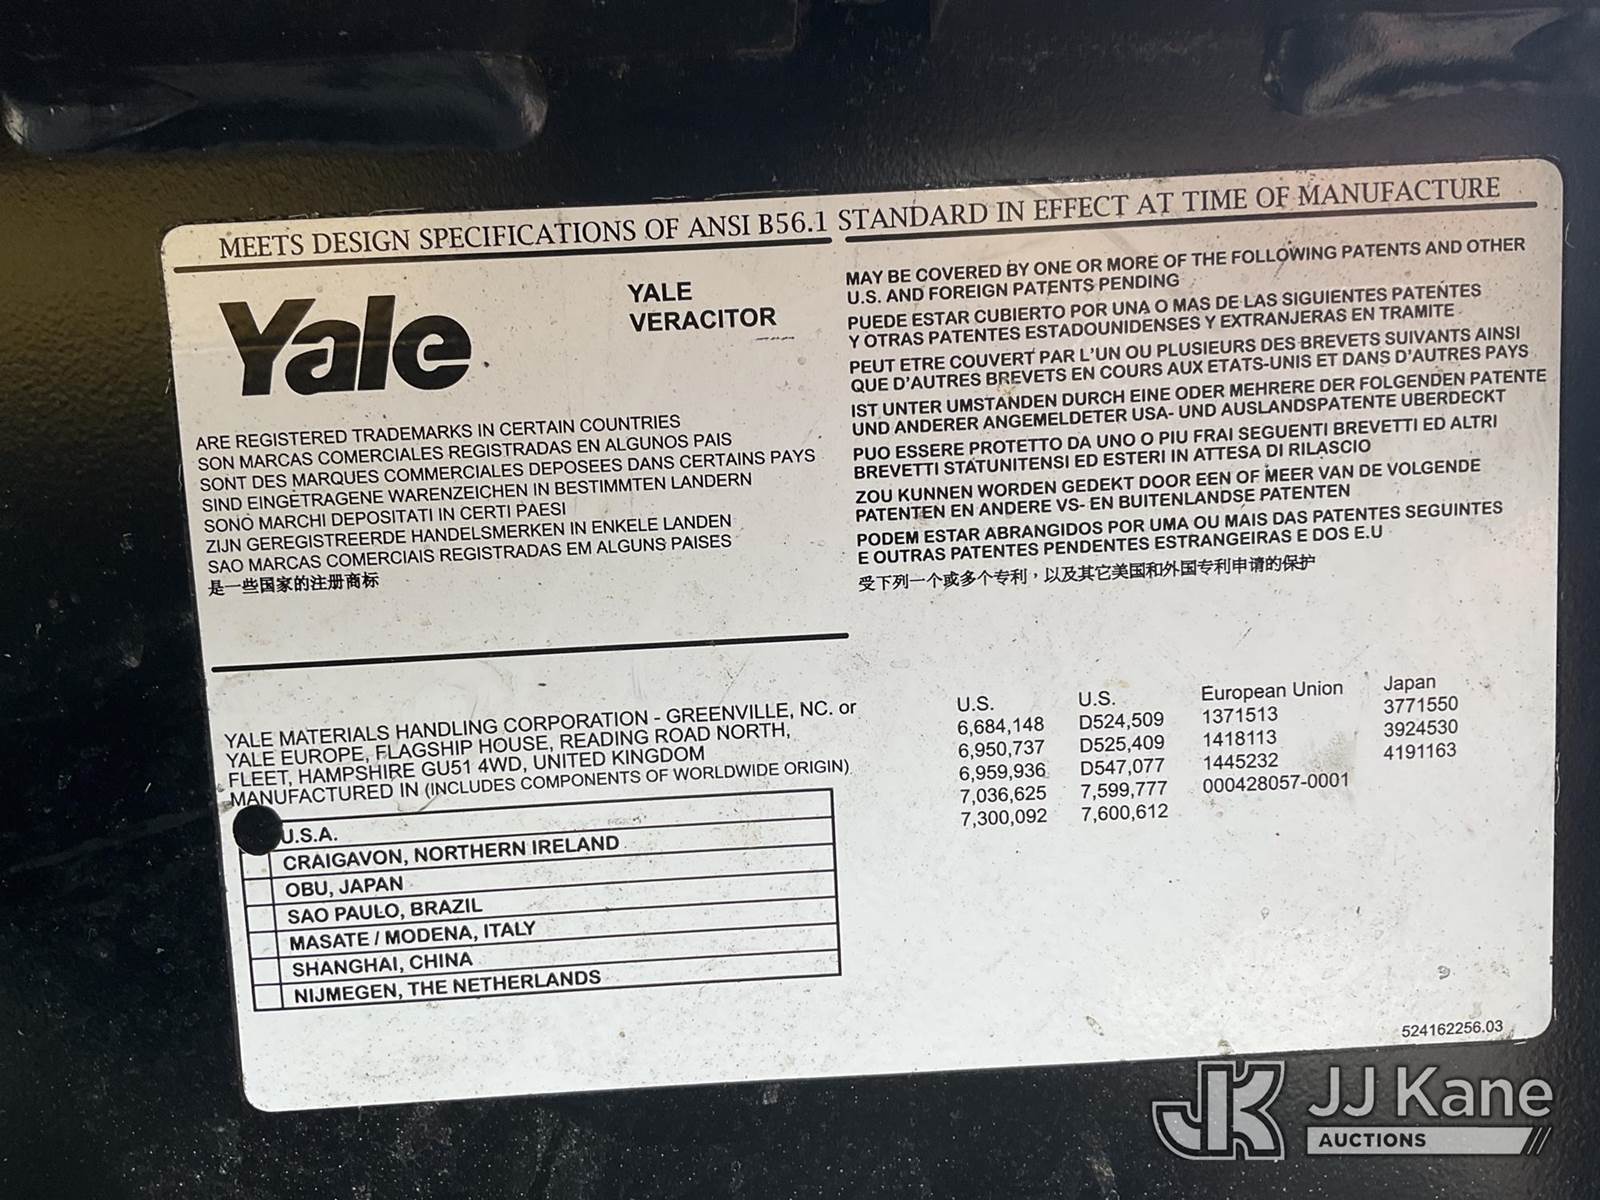 MEETS DESIGN SPECIFICATIONS OF ANSI B56.1 STANDARD IN EFFECT AT TIME OF MANUFACTURE
Yale
YALE
VERACITOR
ARE REGISTERED TRADEMARKS IN CERTAIN COUNTRIES
SON MARCAS COMERCIALES REGISTRADAS EN ALGUNOS PAIS
SONT DES MARQUES COMMERCIALES DEPOSEES DANS CERTAINS PAYS
SIND EINGETRAGENE WARENZEICHEN IN BESTIMMTEN LANDERN
SONO MARCHI DEPOSITATI IN CERTI PAESI
ZIJN GEREGISTREERDE HANDELSMERKEN IN ENKELE LANDEN
SAO MARCAS COMERCIAIS REGISTRADAS EM ALGUNS PAISES
是一些国家的注册商标
MAY BE COVERED BY ONE OR MORE OF THE FOLLOWING PATENTS AND OTHER
U.S. AND FOREIGN PATENTS PENDING
PUEDE ESTAR CUBIERTO POR UNA O MAS DE LAS SIGUIENTES PATENTES
Y OTRAS PATENTES ESTADOUNIDENSES Y EXTRANJERAS EN TRAMITE
PEUT ETRE COUVERT PAR L'UN OU PLUSIEURS DES BREVETS SUIVANTS AINSI
QUE D'AUTRES BREVETS EN COURS AUX ETATS-UNIS ET DANS D'AUTRES PAYS
IST UNTER UMSTANDEN DURCH EINE ODER MEHRERE DER FOLGENDEN PATENTE
UND ANDERER ANGEMELDETER USA- UND AUSLANDSPATENTE UBERDECKT
PUO ESSERE PROTETTO DA UNO O PIU FRAI SEGUENTI BREVETTI ED ALTRI
BREVETTI STATUNITENSI ED ESTERI IN ATTESA DI RILASCIO
ZOU KUNNEN WORDEN GEDEKT DOOR EEN OF MEER VAN DE VOLGENDE
PATENTEN EN ANDERE VS- EN BUITENLANDSE PATENTEN
PODEM ESTAR ABRANGIDOS POR UMA OU MAIS DAS PATENTES SEGUINTES
E OUTRAS PATENTES PENDENTES ESTRANGEIRAS E DOS E.U
受下列一个或多个专利，以及其它美国和外国专利申请的保护
YALE MATERIALS HANDLING CORPORATION - GREENVILLE, NC. or
YALE EUROPE, FLAGSHIP HOUSE, READING ROAD NORTH,
FLEET, HAMPSHIRE GU51 4WD, UNITED KINGDOM
MANUFACTURED IN (INCLUDES COMPONENTS OF WORLDWIDE ORIGIN)
U.S.A.
CRAIGAVON, NORTHERN IRELAND
OBU, JAPAN
SAO PAULO, BRAZIL
MASATE / MODENA, ITALY
SHANGHAI, CHINA
NIJMEGEN, THE NETHERLANDS
U.S. U.S. European Union Japan
6,684,148 D524,509 1371513 3771550
6,950,737 D525,409 1418113 3924530
6,959,936 D547,077 1445232 4191163
7,036,625 7,599,777 000428057-0001
7,300,092 7,600,612
524162256.03
JK JJ Kane
AUCTIONS